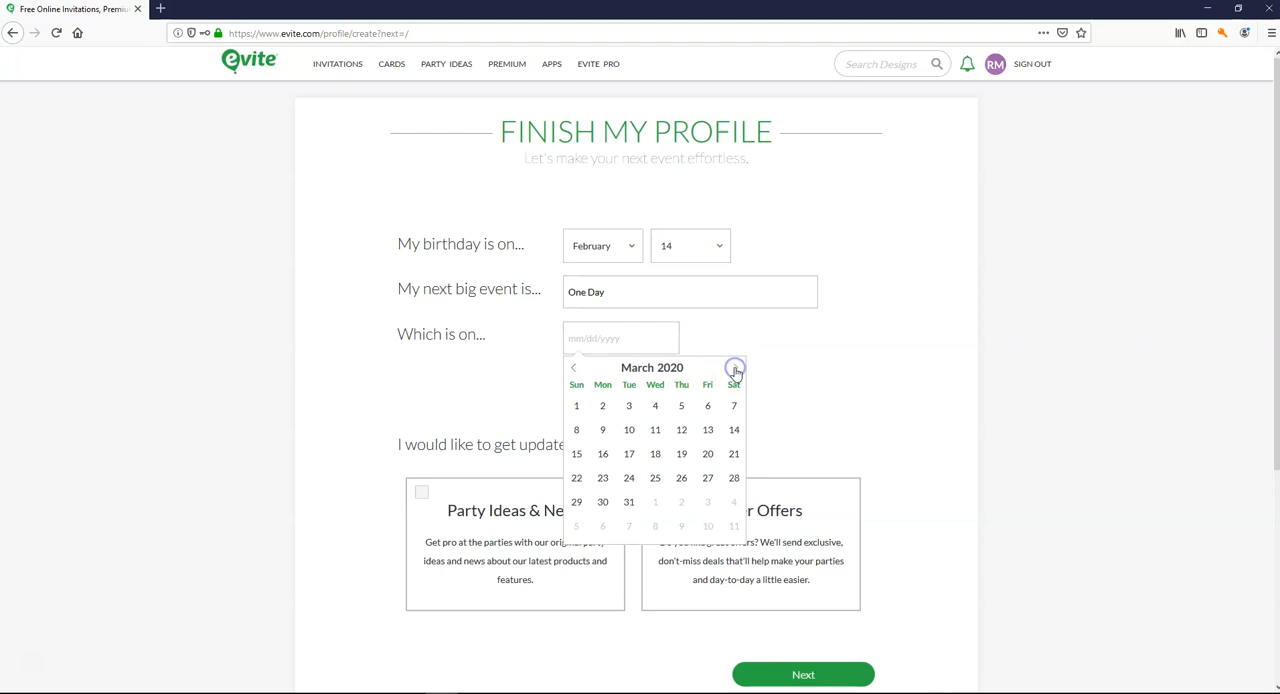 Free Online Invitations, Premiu
https://www.evite.com/profile/create?next=/
evite
INVITATIONS CARDS PARTY IDEAS PREMIUM APPS EVITE PRO
Search Designs
RM
SIGN OUT
FINISH MY PROFILE
Let's make your next event effortless.
My birthday is on...
February
14
My next big event is...
One Day
Which is on...
mm/dd/yyyy
March 2020
Sun Mon Tue Wed Thu Fri Sat
1 2 3 4 5 6 7
8 9 10 11 12 13 14
15 16 17 18 19 20 21
22 23 24 25 26 27 28
29 30 31 1 2 3 4
5 6 7 8 9 10 11
I would like to get update
Party Ideas & Ne
Get pro at the parties with our original party
ideas and news about our latest products and
features.
r Offers
We'll send exclusive,
don't-miss deals that'll help make your parties
and day-to-day a little easier.
Next